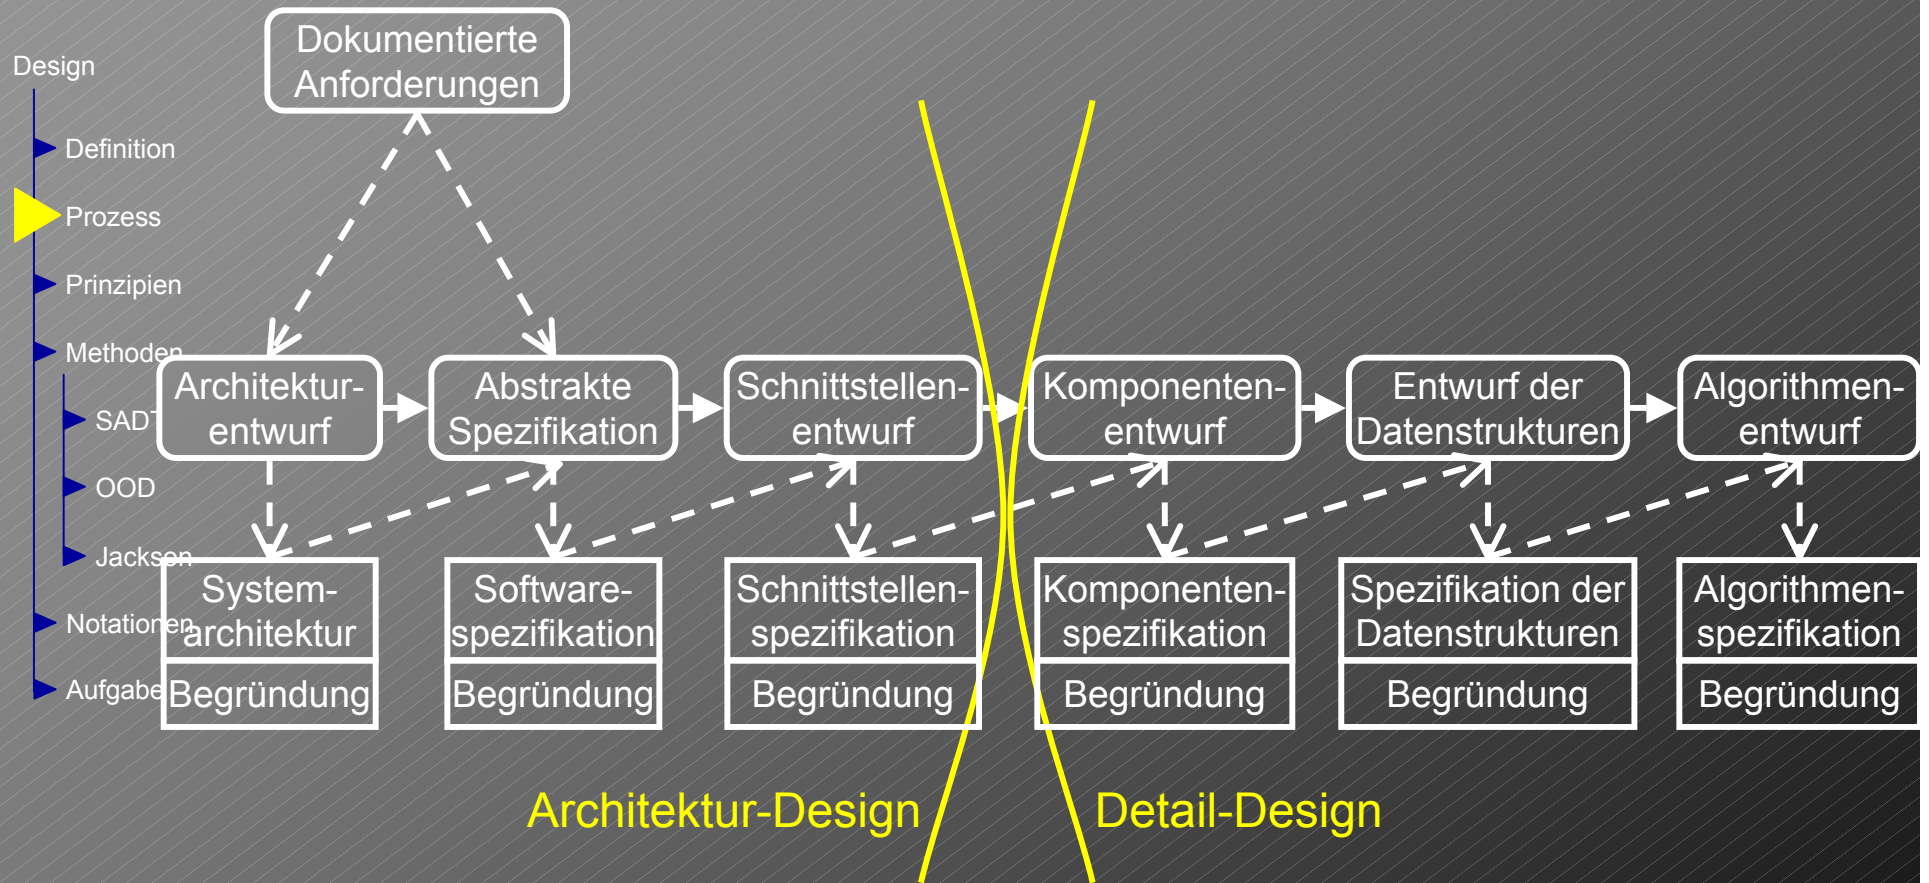 Design
Definition
Prozess
Prinzipien
Methoden
SADT
OOD
Jackson
Notationen
Aufgabe
Dokumentierte
Anforderungen
Architektur-
entwurf
Abstrakte
Spezifikation
Schnittstellen-
entwurf
Komponenten-
entwurf
Entwurf der
Datenstrukturen
Algorithmen-
entwurf
System-
architektur
Begründung
Software-
spezifikation
Begründung
Schnittstellen-
spezifikation
Begründung
Komponenten-
spezifikation
Begründung
Spezifikation der
Datenstrukturen
Begründung
Algorithmen-
spezifikation
Begründung
Architektur-Design
Detail-Design